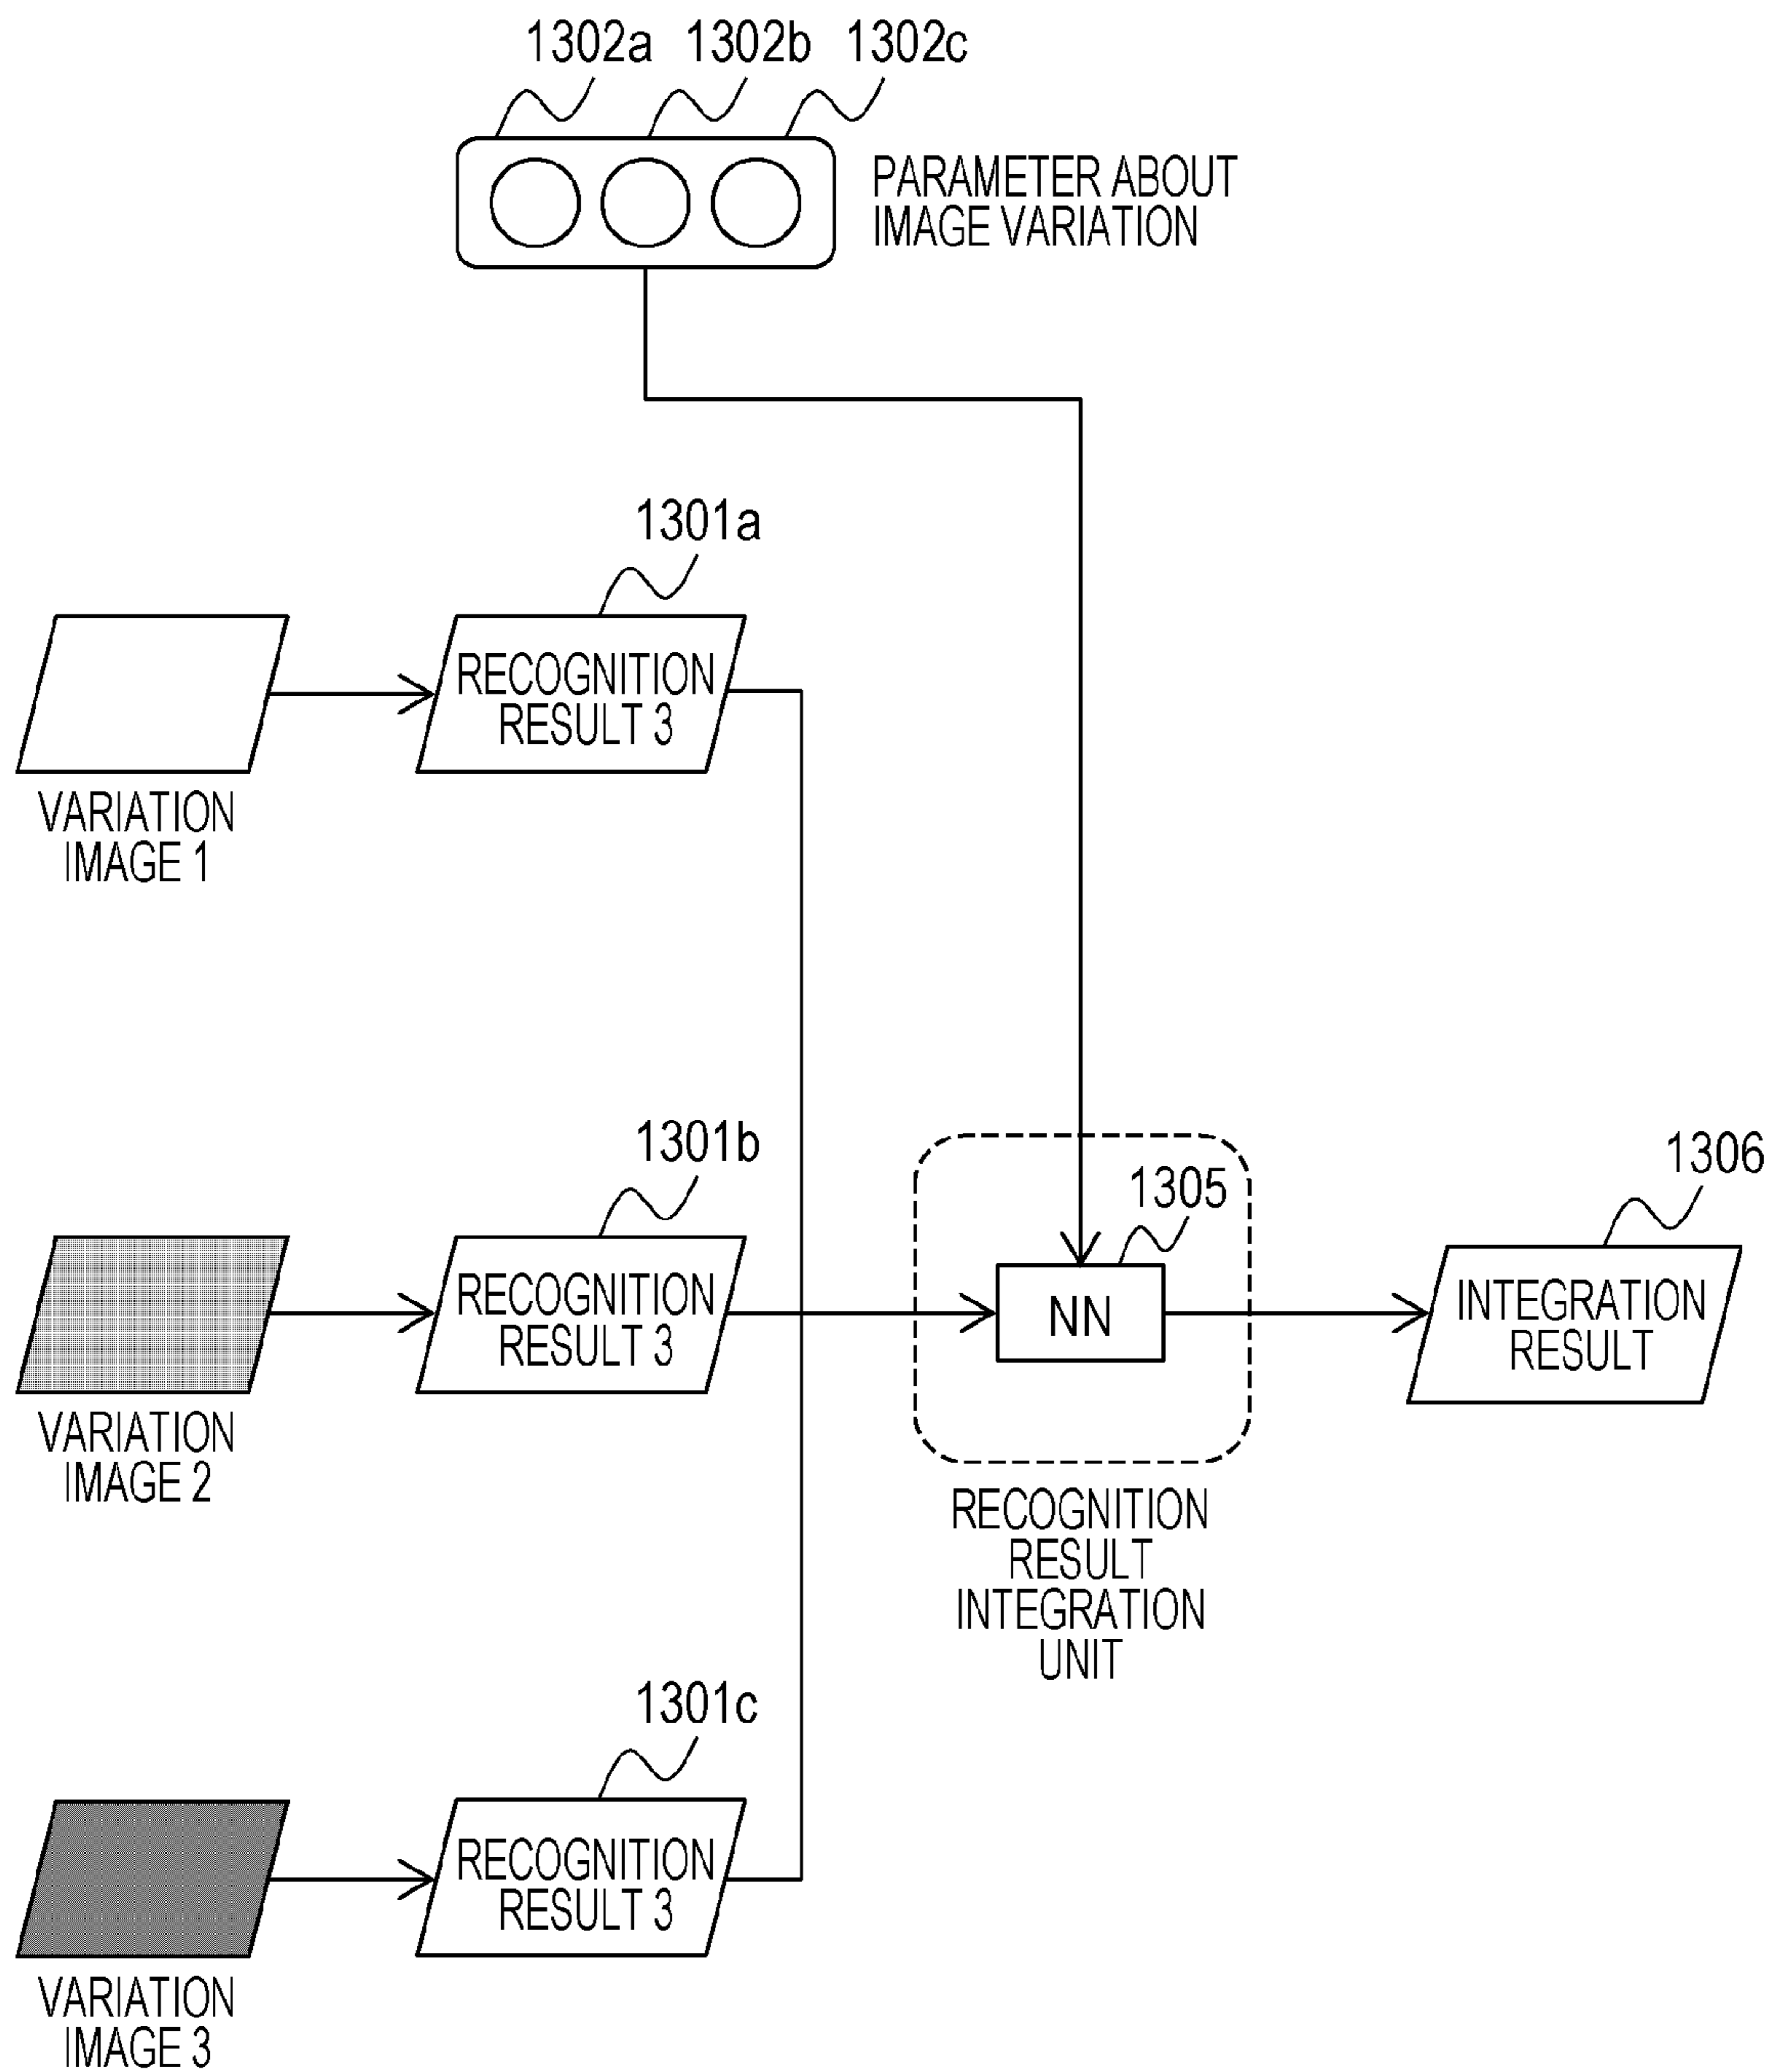 1302a 1302b 1302c
PARAMETER ABOUT
IMAGE VARIATION
1301a
RECOGNITION
RESULT 3
VARIATION
IMAGE 1
1301b
RECOGNITION
RESULT 3
VARIATION
IMAGE 2
1305
NN
RECOGNITION
RESULT
INTEGRATION
UNIT
1306
INTEGRATION
RESULT
1301c
RECOGNITION
RESULT 3
VARIATION
IMAGE 3